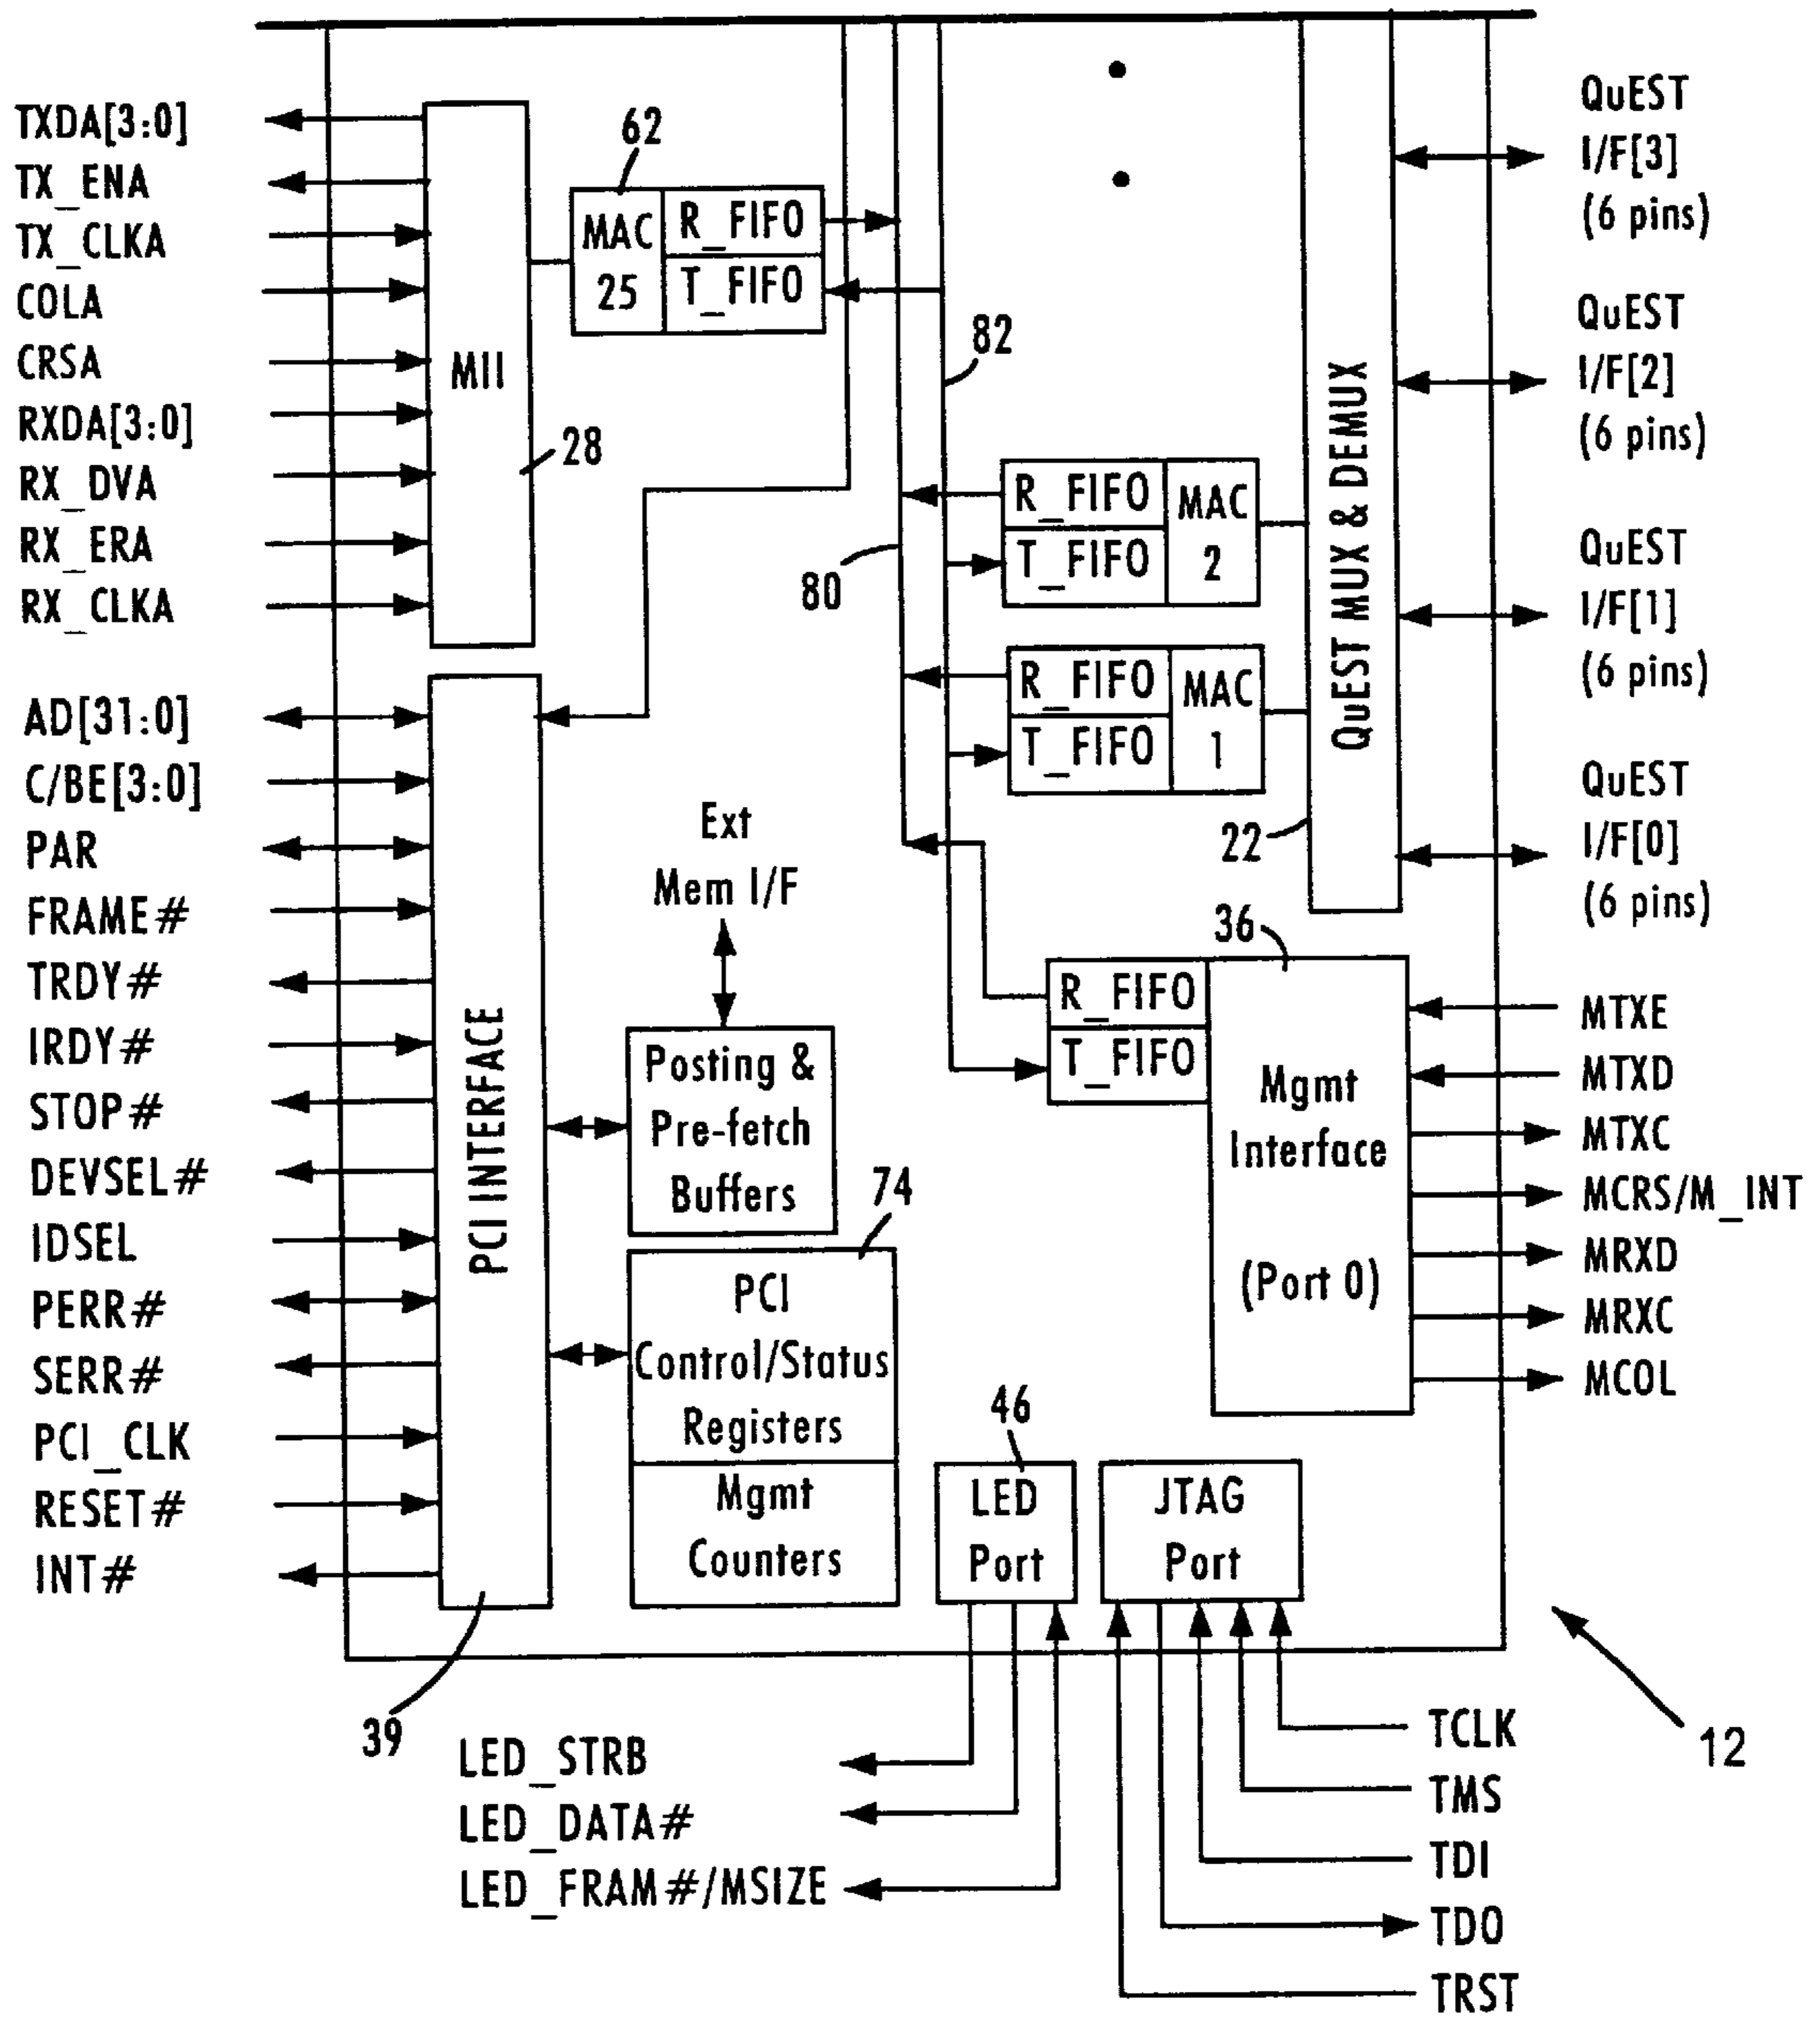 TXDA[3:0]
TX_ENA
TX_CLKA
COLA
CRSA
RXDA[3:0]
RX_DVA
RX_ERA
RX_CLKA
MII
28
62
MAC
25
R_FIFO
T_FIFO
82
80
R_FIFO
T_FIFO
MAC
2
R_FIFO
T_FIFO
MAC
1
QuEST MUX & DEMUX
22
QuEST
I/F[3]
(6 pins)
QuEST
I/F[2]
(6 pins)
QuEST
I/F[1]
(6 pins)
QuEST
I/F[0]
(6 pins)
AD[31:0]
C/BE[3:0]
PAR
FRAME#
TRDY#
IRDY#
STOP#
DEVSEL#
IDSEL
PERR#
SERR#
PCI_CLK
RESET#
INT#
PCI INTERFACE
39
Ext
Mem I/F
Posting &
Pre-fetch
Buffers
74
PCI
Control/Status
Registers
Mgmt
Counters
36
R_FIFO
T_FIFO
Mgmt
Interface
(Port 0)
MTXE
MTXD
MTXC
MCRS/M_INT
MRXD
MRXC
MCOL
46
LED
Port
JTAG
Port
LED_STRB
LED_DATA#
LED_FRAM#/MSIZE
TCLK
TMS
TDI
TDO
TRST
12